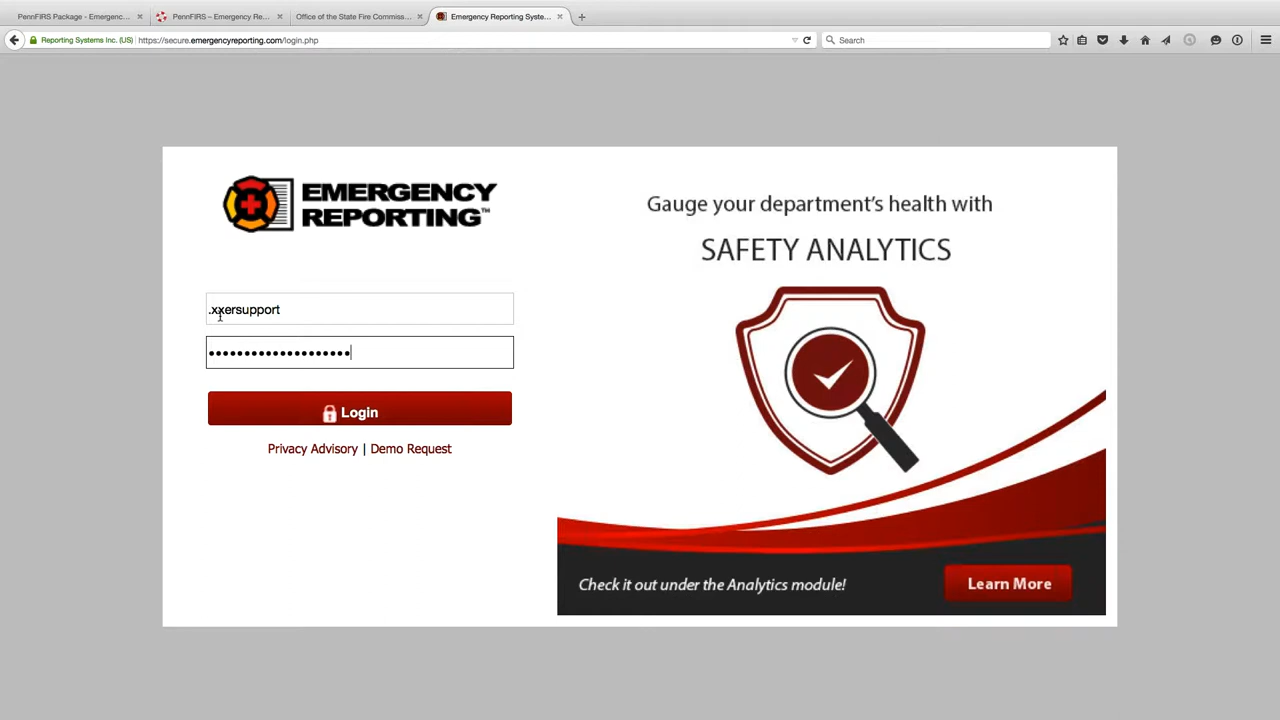 PennFIRS Package - Emergenc...
PennFIRS – Emergency Re...
Office of the State Fire Commiss...
Emergency Reporting Syste...
Reporting Systems Inc. (US)
https://secure.emergencyreporting.com/login.php
Search
EMERGENCY
REPORTING™
.xxersupport
Login
Privacy Advisory | Demo Request
Gauge your department's health with
SAFETY ANALYTICS
Check it out under the Analytics module!
Learn More